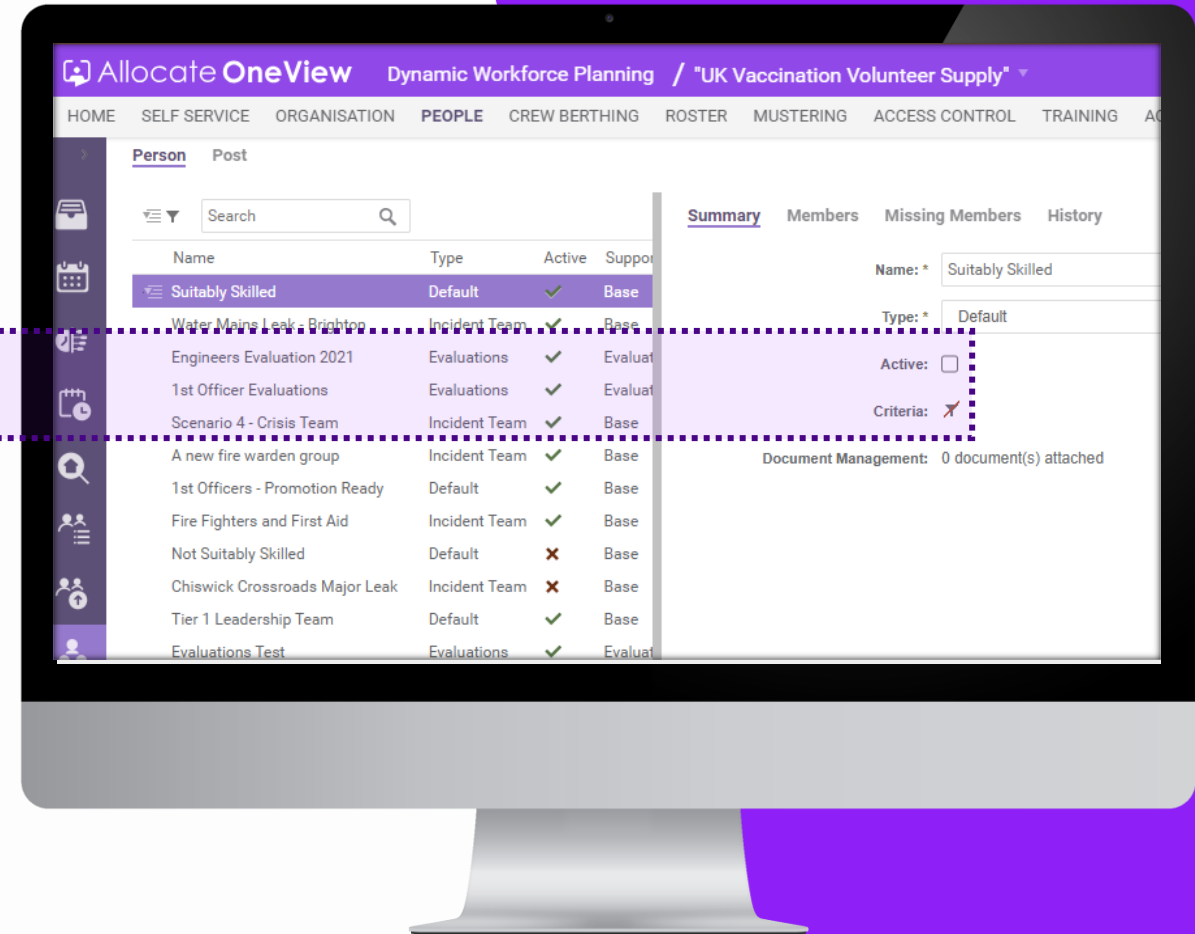 Allocate OneView Dynamic Workforce Planning / "UK Vaccination Volunteer Supply"
HOME SELF SERVICE ORGANISATION PEOPLE CREW BERTHING ROSTER MUSTERING ACCESS CONTROL TRAINING
Person Post
Search
Summary Members Missing Members History
Name Type Active Suppor
Name: * Suitably Skilled
Suitably Skilled Default Base
Type: * Default
Water Mains Leak - Brighton Incident Team Base
Engineers Evaluation 2021 Evaluations Evaluat
Active:
1st Officer Evaluations Evaluations Evaluat
Criteria:
Scenario 4 - Crisis Team Incident Team Base
A new fire warden group Incident Team Base
Document Management: 0 document(s) attached
1st Officers - Promotion Ready Default Base
Fire Fighters and First Aid Incident Team Base
Not Suitably Skilled Default Base
Chiswick Crossroads Major Leak Incident Team Base
Tier 1 Leadership Team Default Base
Evaluations Test Evaluations Evaluat